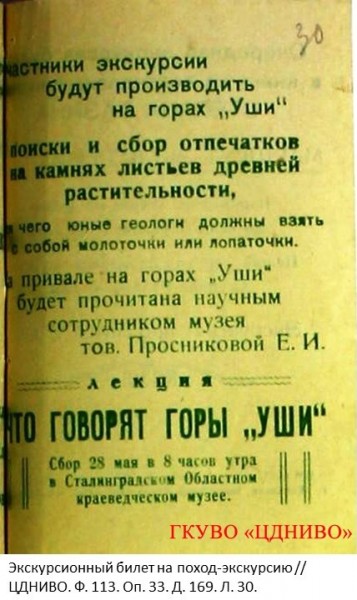 30
частники экскурсии
будут производить
на горах „Уши“
поиски и сбор отпечатков
на камнях листьев древней
растительности,
я чего юные геологи должны взять
с собой молоточки или лопаточки.
а привале на горах „Уши“
будет прочитана научным
сотрудником музея
тов. Просниковой Е. И.
лекция
ЧТО ГОВОРЯТ ГОРЫ „УШИ“
Сбор 28 мая в 8 часов утра
в Сталинградском Областном
краеведческом музее.
ГКУВО «ЦДНИВО»
Экскурсионный билет на поход-экскурсию //
ЦДНИВО. Ф. 113. Оп. 33. Д. 169. Л. 30.